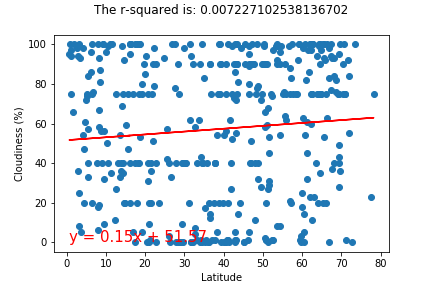 The r-squared is: 0.007227102538136702
100
80
60
40
20
0
Cloudiness (%)
y = 0.15x + 51.57
0 10 20 30 40 50 60 70 80
Latitude